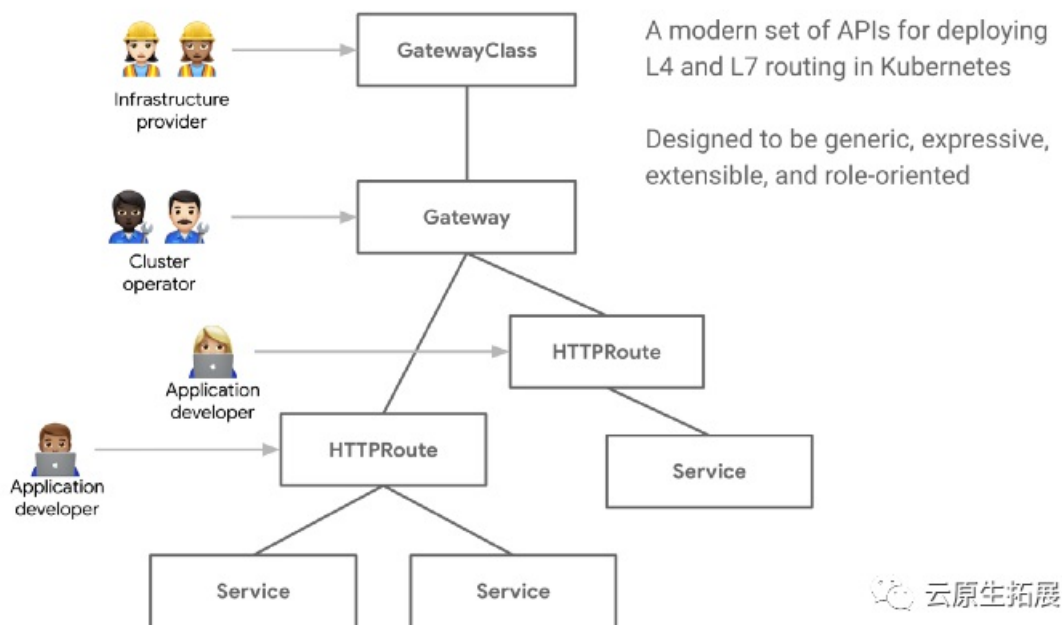 GatewayClass
A modern set of APIs for deploying
L4 and L7 routing in Kubernetes
Infrastructure
provider
Designed to be generic, expressive,
extensible, and role-oriented
Gateway
Cluster
operator
HTTPRoute
Application
developer
HTTPRoute
Service
Application
developer
Service
Service
云原生拓展